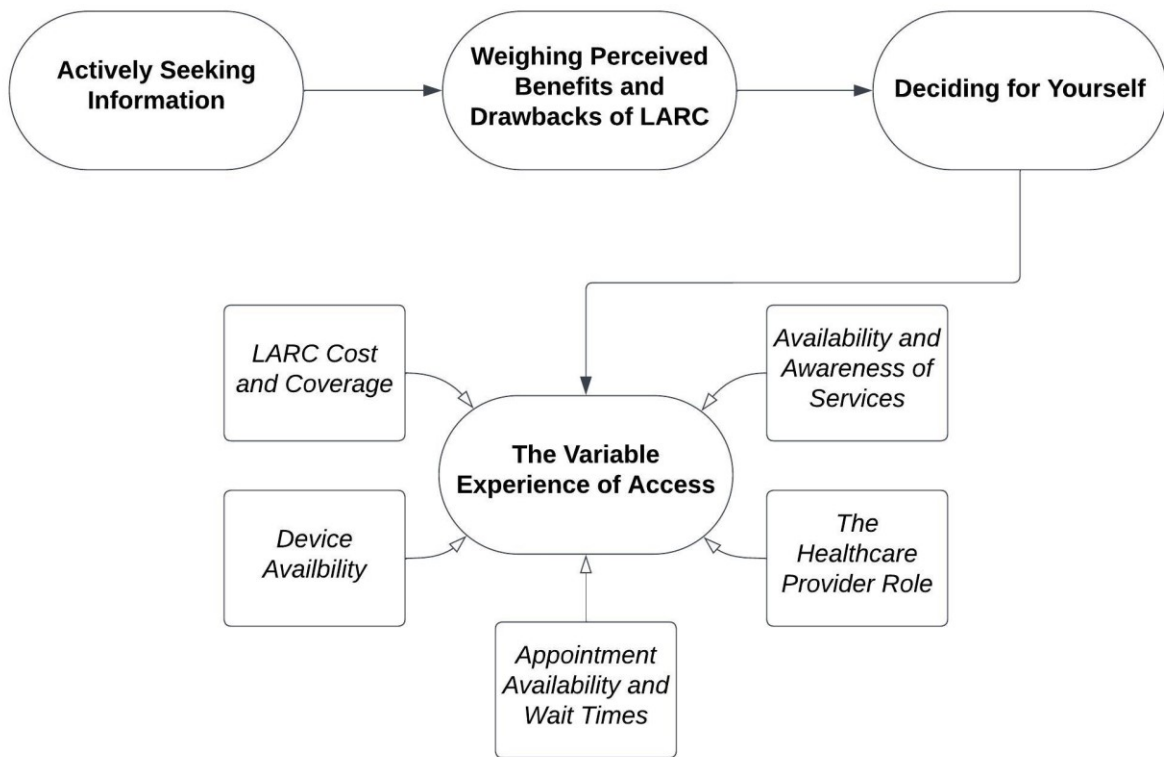 Actively Seeking
Information
Weighing Perceived
Benefits and
Drawbacks of LARC
Deciding for Yourself
LARC Cost
and Coverage
Availability and
Awareness of
Services
The Variable
Experience of Access
Device
Availbility
The
Healthcare
Provider Role
Appointment
Availability and
Wait Times